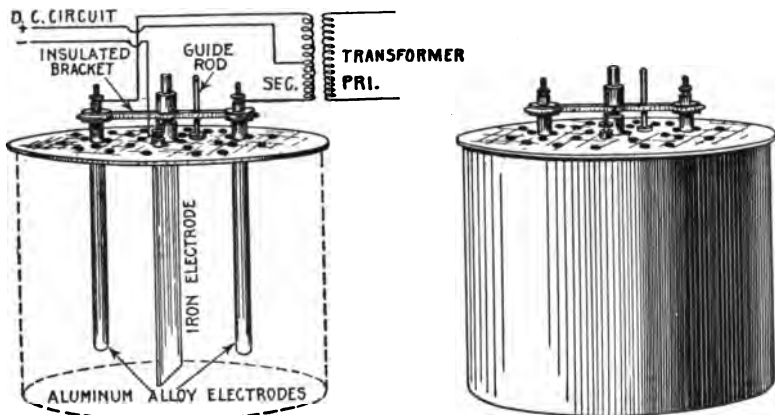 D. C. CIRCUIT
+
−
INSULATED
BRACKET
GUIDE
ROD
SEC.
TRANSFORMER
PRI.
IRON ELECTRODE
ALUMINUM ALLOY ELECTRODES